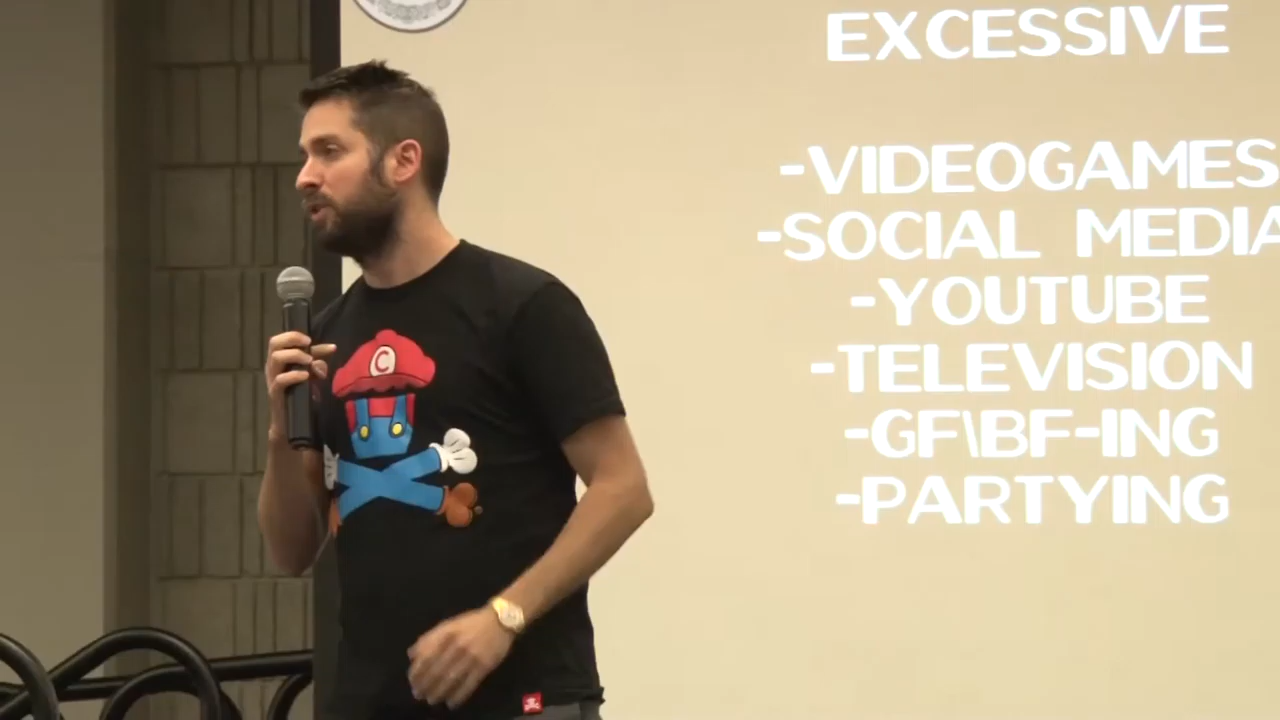 EXCESSIVE
-VIDEOGAMES
-SOCIAL MEDIA
-YOUTUBE
-TELEVISION
-GF\BF-ING
-PARTYING
C